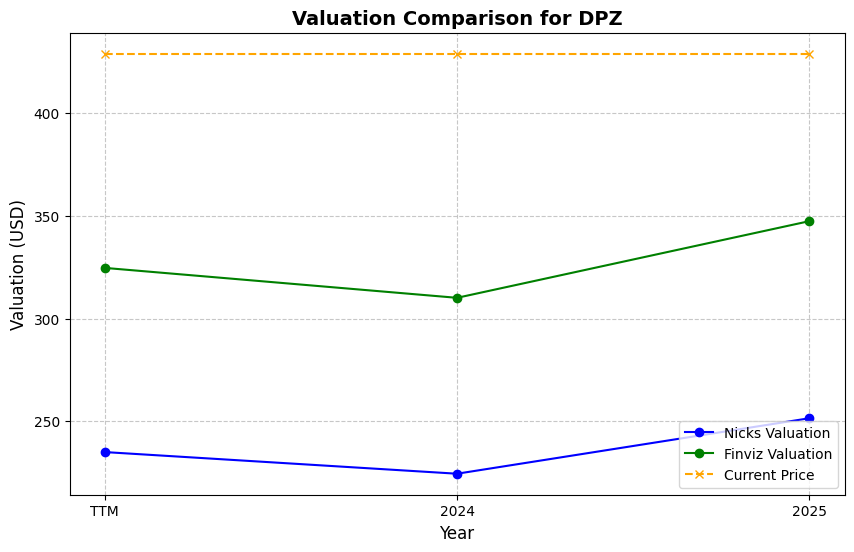 Valuation Comparison for DPZ
Valuation (USD)
400
350
300
250
TTM
2024
2025
Year
Nicks Valuation
Finviz Valuation
Current Price